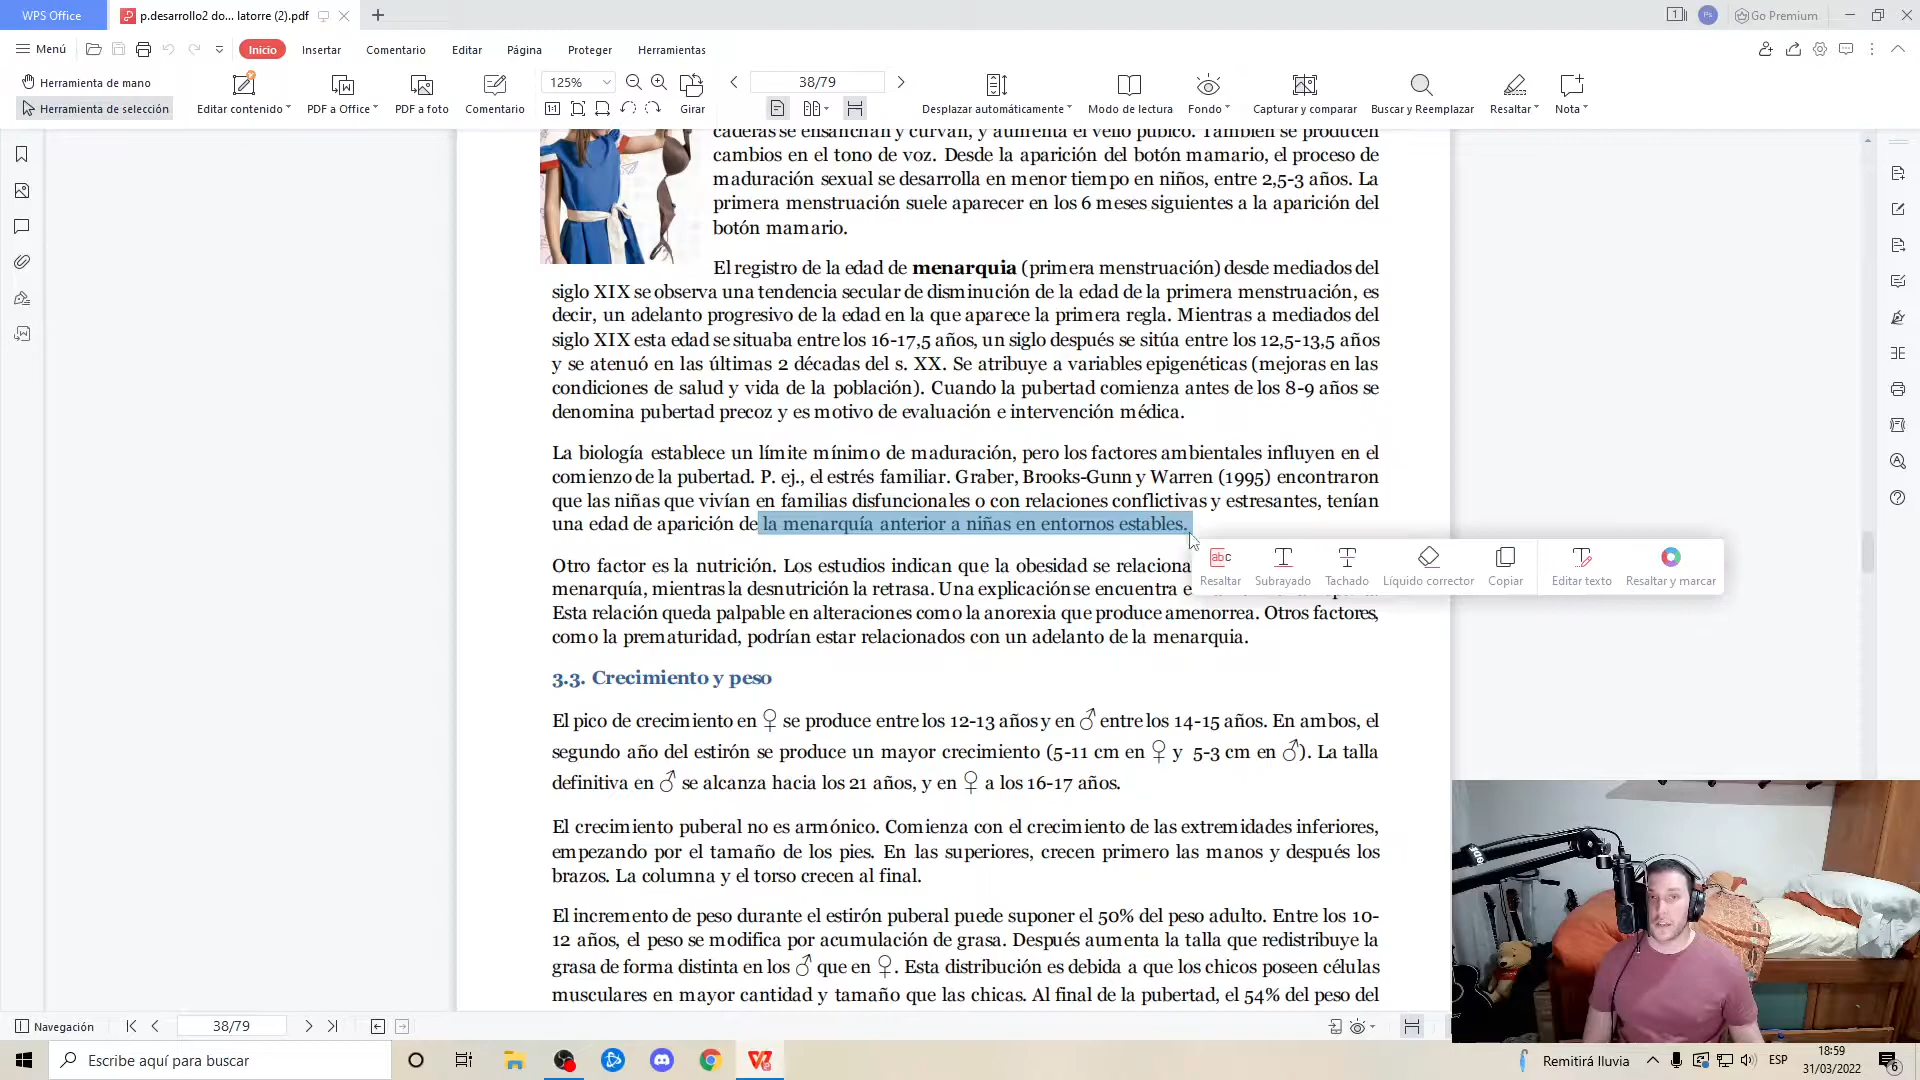 WPS Office
p.desarrollo2 do... latorre (2).pdf
1
Ps
Go Premium
Menú
Inicio
Insertar
Comentario
Editar
Página
Proteger
Herramientas
Herramienta de mano
Herramienta de selección
Editar contenido
PDF a Office
PDF a foto
Comentario
125%
Girar
38/79
Desplazar automáticamente
Modo de lectura
Fondo
Capturar y comparar
Buscar y Reemplazar
Resaltar
Nota
caderas se ensanchan y curvan, y aumenta el vello púbico. También se producen
cambios en el tono de voz. Desde la aparición del botón mamario, el proceso de
maduración sexual se desarrolla en menor tiempo en niños, entre 2,5-3 años. La
primera menstruación suele aparecer en los 6 meses siguientes a la aparición del
botón mamario.
El registro de la edad de menarquia (primera menstruación) desde mediados del
siglo XIX se observa una tendencia secular de disminución de la edad de la primera menstruación, es
decir, un adelanto progresivo de la edad en la que aparece la primera regla. Mientras a mediados del
siglo XIX esta edad se situaba entre los 16-17,5 años, un siglo después se sitúa entre los 12,5-13,5 años
y se atenuó en las últimas 2 décadas del s. XX. Se atribuye a variables epigenéticas (mejoras en las
condiciones de salud y vida de la población). Cuando la pubertad comienza antes de los 8-9 años se
denomina pubertad precoz y es motivo de evaluación e intervención médica.
La biología establece un límite mínimo de maduración, pero los factores ambientales influyen en el
comienzo de la pubertad. P. ej., el estrés familiar. Graber, Brooks-Gunn y Warren (1995) encontraron
que las niñas que vivían en familias disfuncionales o con relaciones conflictivas y estresantes, tenían
una edad de aparición de la menarquía anterior a niñas en entornos estables.
Otro factor es la nutrición. Los estudios indican que la obesidad se relaciona
menarquía, mientras la desnutrición la retrasa. Una explicación se encuentra e
Esta relación queda palpable en alteraciones como la anorexia que produce amenorrea. Otros factores,
como la prematuridad, podrían estar relacionados con un adelanto de la menarquia.
Resaltar
Subrayado
Tachado
Líquido corrector
Copiar
Editar texto
Resaltar y marcar
3.3. Crecimiento y peso
El pico de crecimiento en ♀ se produce entre los 12-13 años y en ♂ entre los 14-15 años. En ambos, el
segundo año del estirón se produce un mayor crecimiento (5-11 cm en ♀ y 5-3 cm en ♂). La talla
definitiva en ♂ se alcanza hacia los 21 años, y en ♀ a los 16-17 años.
El crecimiento puberal no es armónico. Comienza con el crecimiento de las extremidades inferiores,
empezando por el tamaño de los pies. En las superiores, crecen primero las manos y después los
brazos. La columna y el torso crecen al final.
El incremento de peso durante el estirón puberal puede suponer el 50% del peso adulto. Entre los 10-
12 años, el peso se modifica por acumulación de grasa. Después aumenta la talla que redistribuye la
grasa de forma distinta en los ♂ que en ♀. Esta distribución es debida a que los chicos poseen células
musculares en mayor cantidad y tamaño que las chicas. Al final de la pubertad, el 54% del peso del
Navegación
38/79
Escribe aquí para buscar
Remitirá lluvia
ESP
18:59
31/03/2022
6